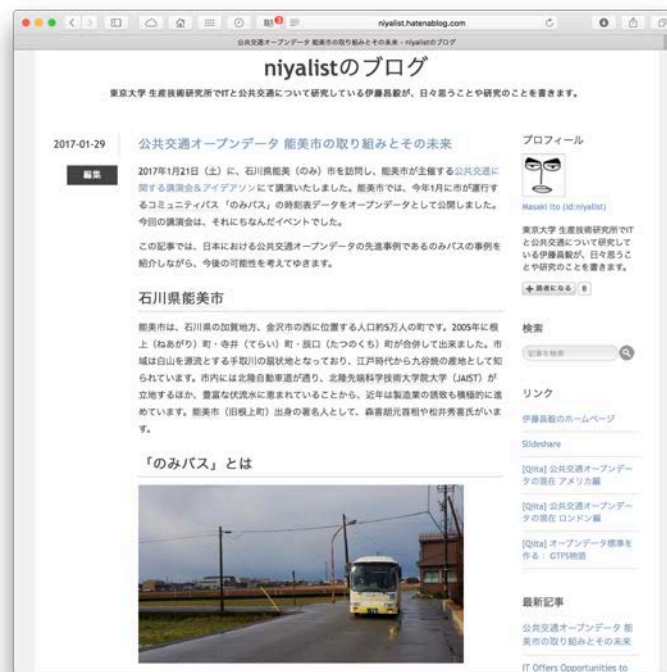 niyalist.hatenablog.com
公共交通オープンデータ 能美市の取り組みとその未来 - niyalistのブログ
niyalistのブログ
東京大学 生産技術研究所でITと公共交通について研究している伊藤昌毅が、日々思うことや研究のことを書きます。
2017-01-29
編集
公共交通オープンデータ 能美市の取り組みとその未来
2017年1月21日（土）に、石川県能美（のみ）市を訪問し、能美市が主催する公共交通に
関する講演会&アイデアソンにて講演いたしました。能美市では、今年1月に市が運行す
るコミュニティバス「のみバス」の時刻表データをオープンデータとして公開しました。
今回の講演会は、それにちなんだイベントでした。
この記事では、日本における公共交通オープンデータの先進事例であるのみバスの事例を
紹介しながら、今後の可能性を考えてゆきます。
石川県能美市
能美市は、石川県の加賀地方、金沢市の西に位置する人口約5万人の町です。2005年に根
上（ねあがり）町・寺井（てらい）町・辰口（たつのくち）町が合併して出来ました。市
域は白山を源流とする手取川の扇状地となっており、江戸時代から九谷焼の産地として知
られています。市内には北陸自動車道が通り、北陸先端科学技術大学院大学（JAIST）が
立地するほか、豊富な伏流水に恵まれていることから、近年は製造業の誘致も積極的に進
めています。能美市（旧根上町）出身の著名人として、森喜朗元首相や松井秀喜氏がいま
す。
「のみバス」とは
プロフィール
Masaki Ito (id:niyalist)
東京大学 生産技術研究所でIT
と公共交通について研究して
いる伊藤昌毅が、日々思うこ
とや研究のことを書きます。
+ 読者になる 8
検索
記事を検索
リンク
伊藤昌毅のホームページ
Slideshare
[Qiita] 公共交通オープンデー
タの現在 アメリカ編
[Qiita] 公共交通オープンデー
タの現在 ロンドン編
[Qiita] オープンデータ標準を
作る： GTFS物語
最新記事
公共交通オープンデータ 能
美市の取り組みとその未来
IT Offers Opportunities to